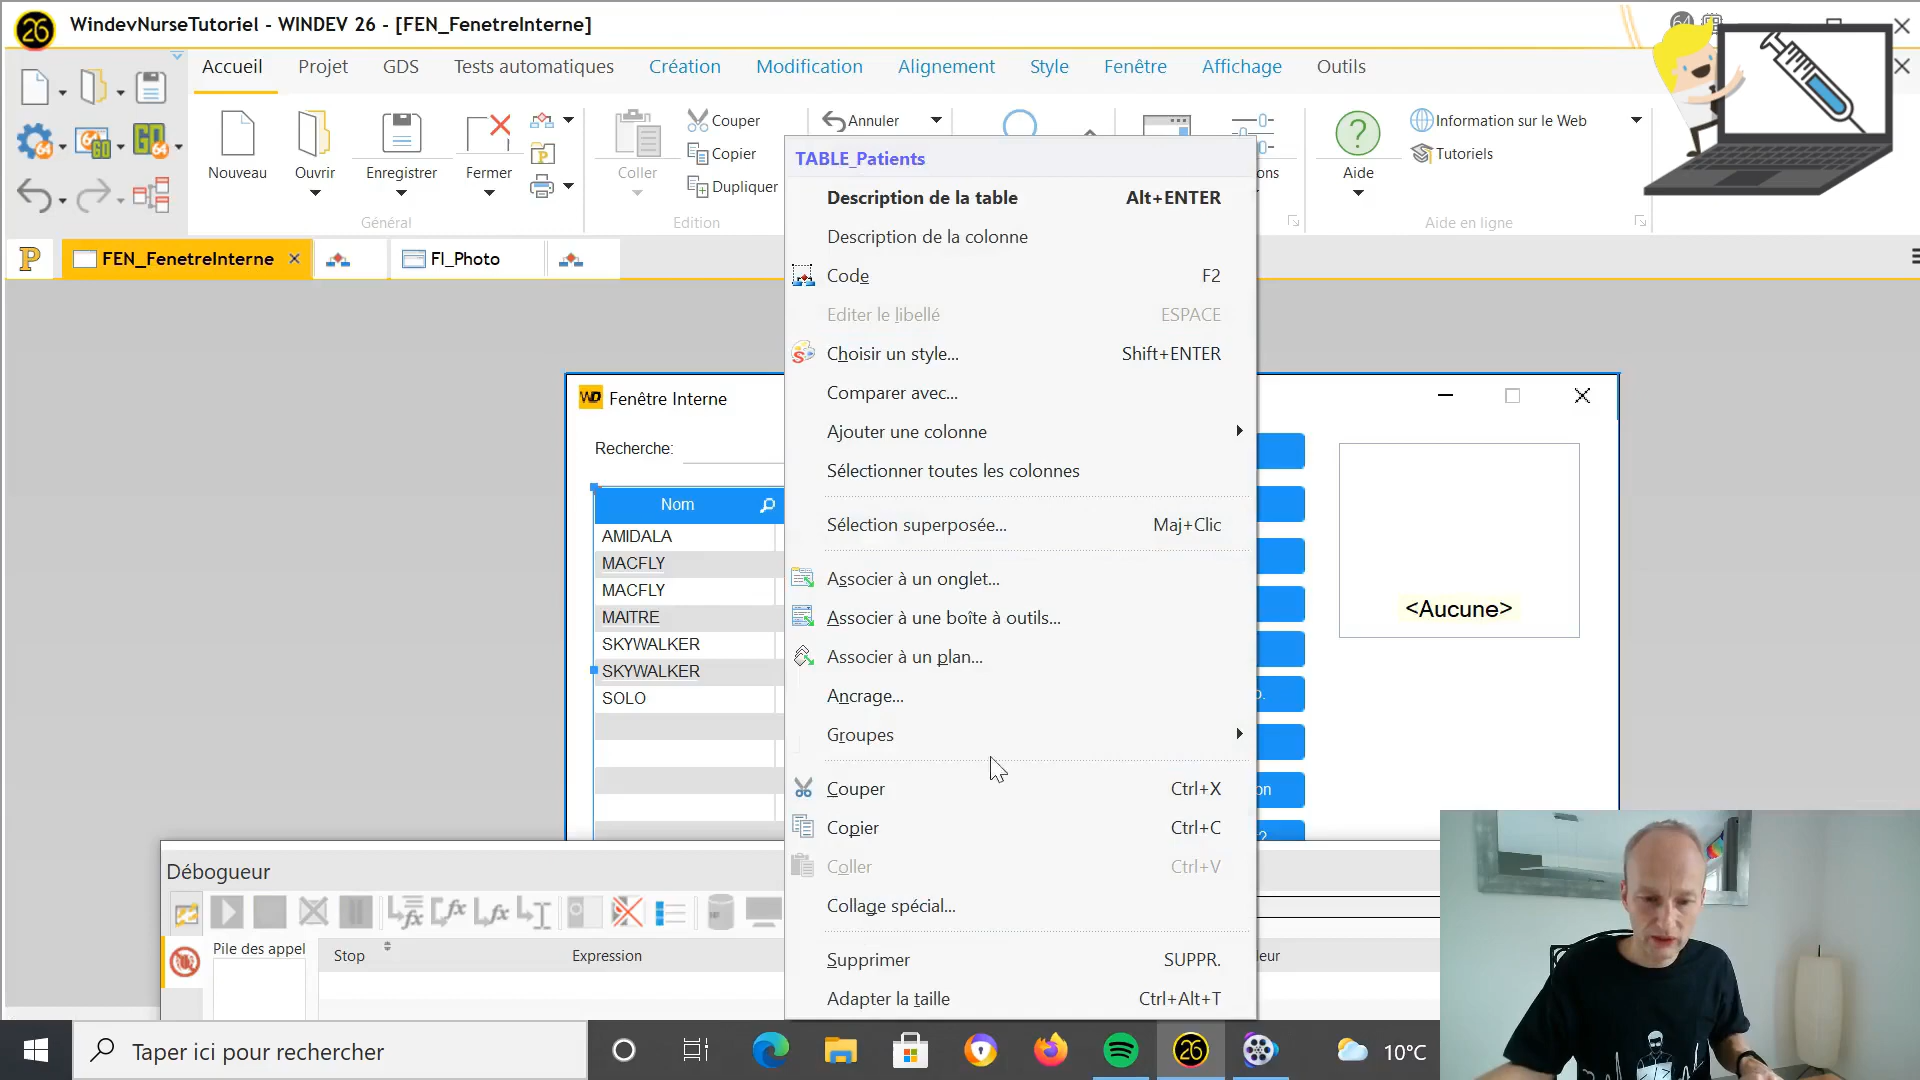 26 WindevNurseTutoriel - WINDEV 26 - [FEN_FenetreInterne]
Accueil Projet GDS Tests automatiques Création Modification Alignement Style Fenêtre Affichage Outils
Couper Annuler Information sur le Web
Copier Tutoriels
Nouveau Ouvrir Enregistrer Fermer Coller Dupliquer Aide
Général Edition Aide en ligne
FEN_FenetreInterne FI_Photo
TABLE_Patients
Description de la table Alt+ENTER
Description de la colonne
Code F2
Editer le libellé ESPACE
Choisir un style... Shift+ENTER
Comparer avec...
Ajouter une colonne
Sélectionner toutes les colonnes
Sélection superposée... Maj+Clic
Associer à un onglet...
Associer à une boîte à outils...
Associer à un plan...
Ancrage...
Groupes
Couper Ctrl+X
Copier Ctrl+C
Coller Ctrl+V
Collage spécial...
Supprimer SUPPR.
Adapter la taille Ctrl+Alt+T
WD Fenêtre Interne
Recherche:
Nom
AMIDALA
MACFLY
MACFLY
MAITRE
SKYWALKER
SKYWALKER
SOLO
<Aucune>
Débogueur
Pile des appel Stop Expression
Taper ici pour rechercher
26
10°C